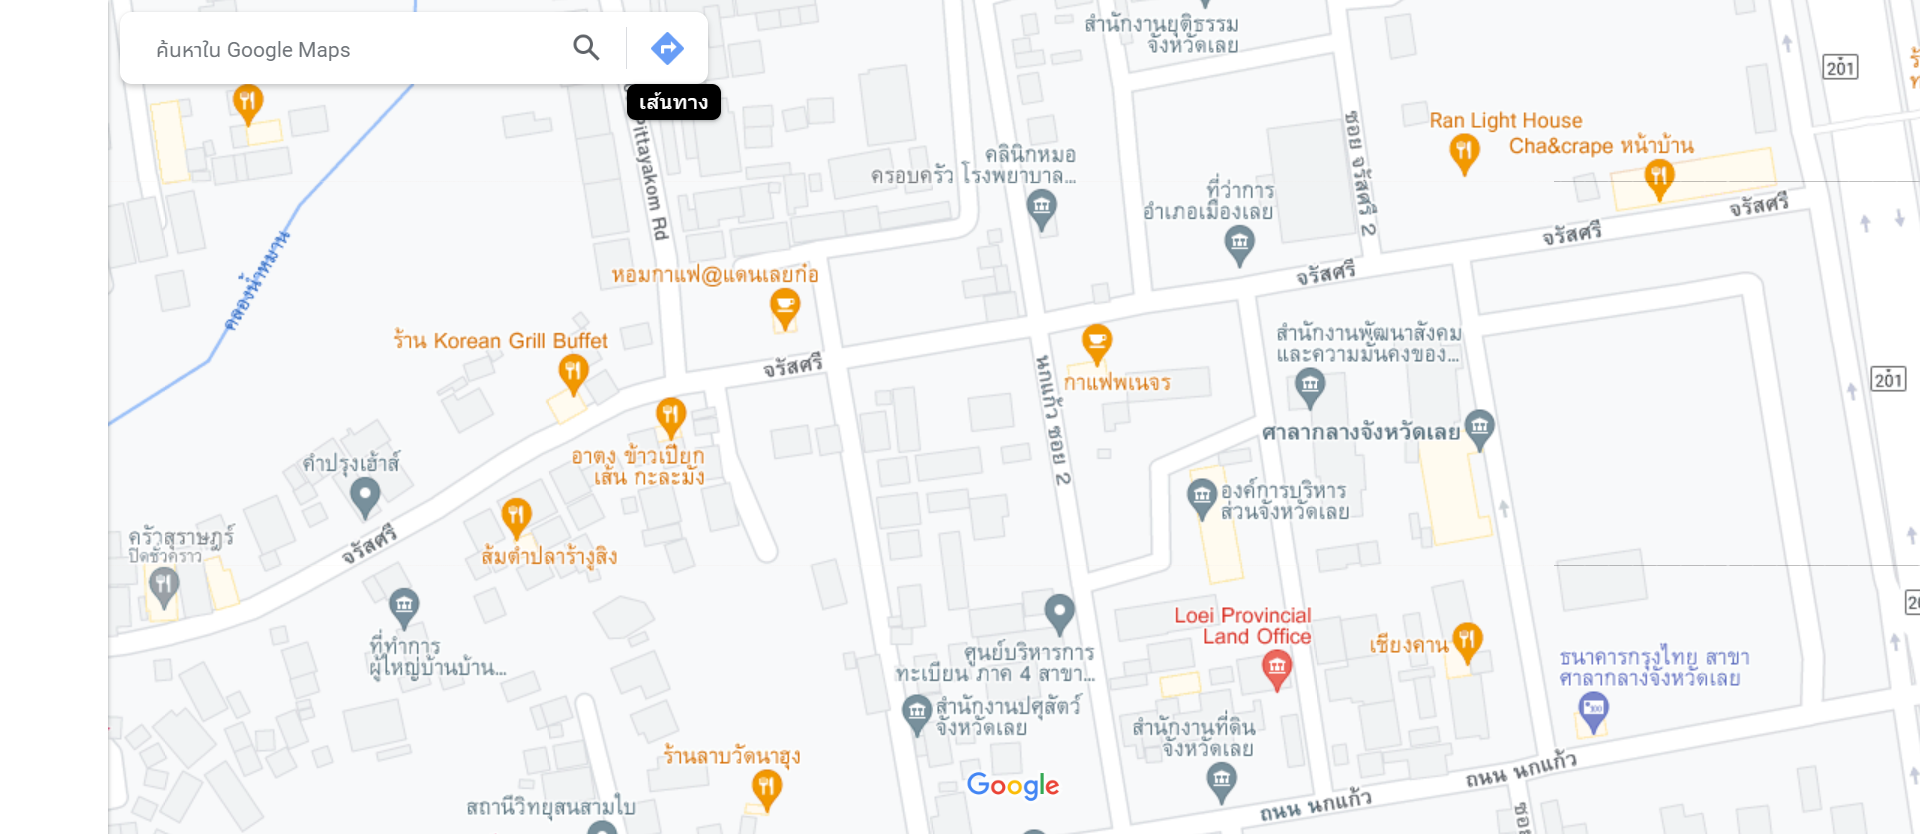 ค้นหาใน Google Maps
เส้นทาง
สำนักงานยุติธรรม
จังหวัดเลย
201
Ran Light House
Cha&crape หน้าบ้าน
ซอย จรัสศรี 2
pittayakom Rd
คลินิกหมอ
ครอบครัว โรงพยาบาล...
ที่ว่าการ
อำเภอเมืองเลย
จรัสศรี
จรัสศรี
จรัสศรี
คลองน้ำหมาน
หอมกาแฟ@แดนเลยก๋อ
ร้าน Korean Grill Buffet
จรัสศรี
นกแก้ว ซอย 2
กาแฟพเนจร
สำนักงานพัฒนาสังคม
และความมั่นคงของ...
201
ศาลากลางจังหวัดเลย
อาตง ข้าวเปียก
เส้น กะละมัง
คำปรุงเฮ้าส์
องค์การบริหาร
ส่วนจังหวัดเลย
ครัวสุราษฎร์
ปิดชั่วคราว
จรัสศรี
ส้มตำปลาร้างูสิง
Loei Provincial
Land Office
เชียงคาน
ที่ทำการ
ผู้ใหญ่บ้านบ้าน...
ศูนย์บริหารการ
ทะเบียน ภาค 4 สาขา...
ธนาคารกรุงไทย สาขา
ศาลากลางจังหวัดเลย
สำนักงานปศุสัตว์
จังหวัดเลย
สำนักงานที่ดิน
จังหวัดเลย
ร้านลาบวัดนาฮุง
Google
ถนน นกแก้ว
ถนน นกแก้ว
สถานีวิทยุสนสามใบ
ซอย